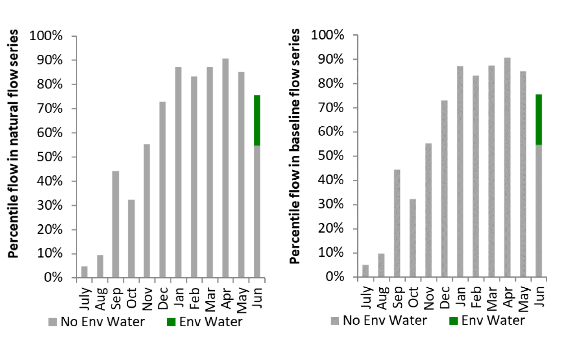 Percentile flow in natural flow series
100%
90%
80%
70%
60%
50%
40%
30%
20%
10%
0%
July
Aug
Sep
Oct
Nov
Dec
Jan
Feb
Mar
Apr
May
Jun
No Env Water
Env Water
Percentile flow in baseline flow series
100%
90%
80%
70%
60%
50%
40%
30%
20%
10%
0%
July
Aug
Sep
Oct
Nov
Dec
Jan
Feb
Mar
Apr
May
Jun
No Env Water
Env Water